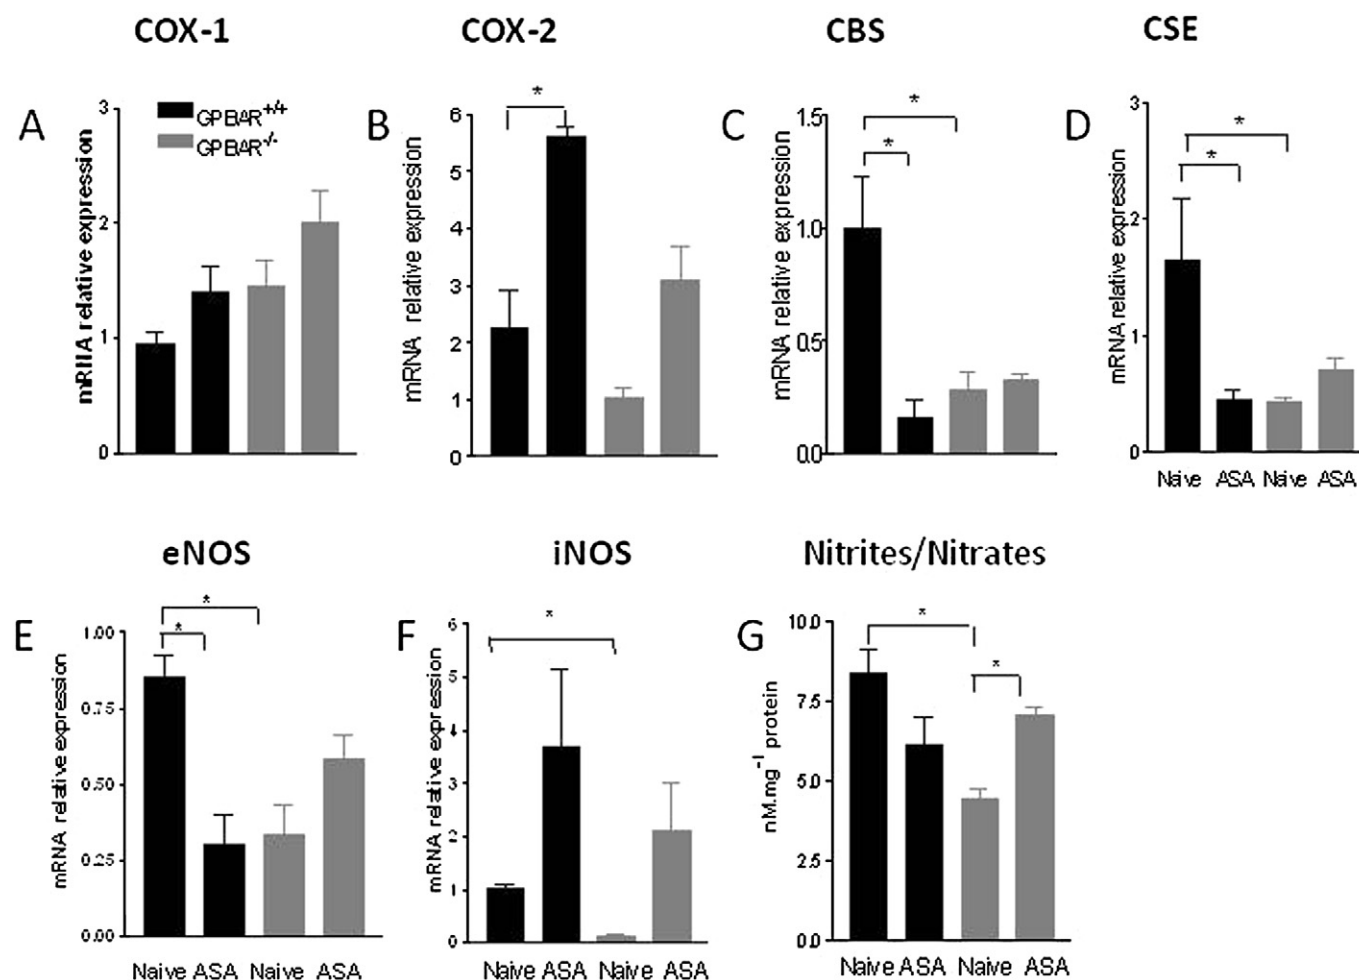 COX-1
COX-2
CBS
CSE
A
3
2
1
0
mRIIA relative expression
GPBAR+/+
GPBAR-/-
B
6
5
4
3
2
1
0
mRNA relative expression
*
C
1.5
1.0
0.5
0.0
mRNA relative expression
*
*
D
3
2
1
0
mRNA relative expression
*
*
Naive ASA Naive ASA
eNOS
iNOS
Nitrites/Nitrates
E
1.00
0.75
0.50
0.25
0.00
mRNA relative expression
*
*
Naive ASA Naive ASA
F
6
5
4
3
2
1
0
mRNA relative expression
*
Naive ASA Naive ASA
G
10.0
7.5
5.0
2.5
0.0
nM.mg-1 protein
*
*
Naive ASA Naive ASA